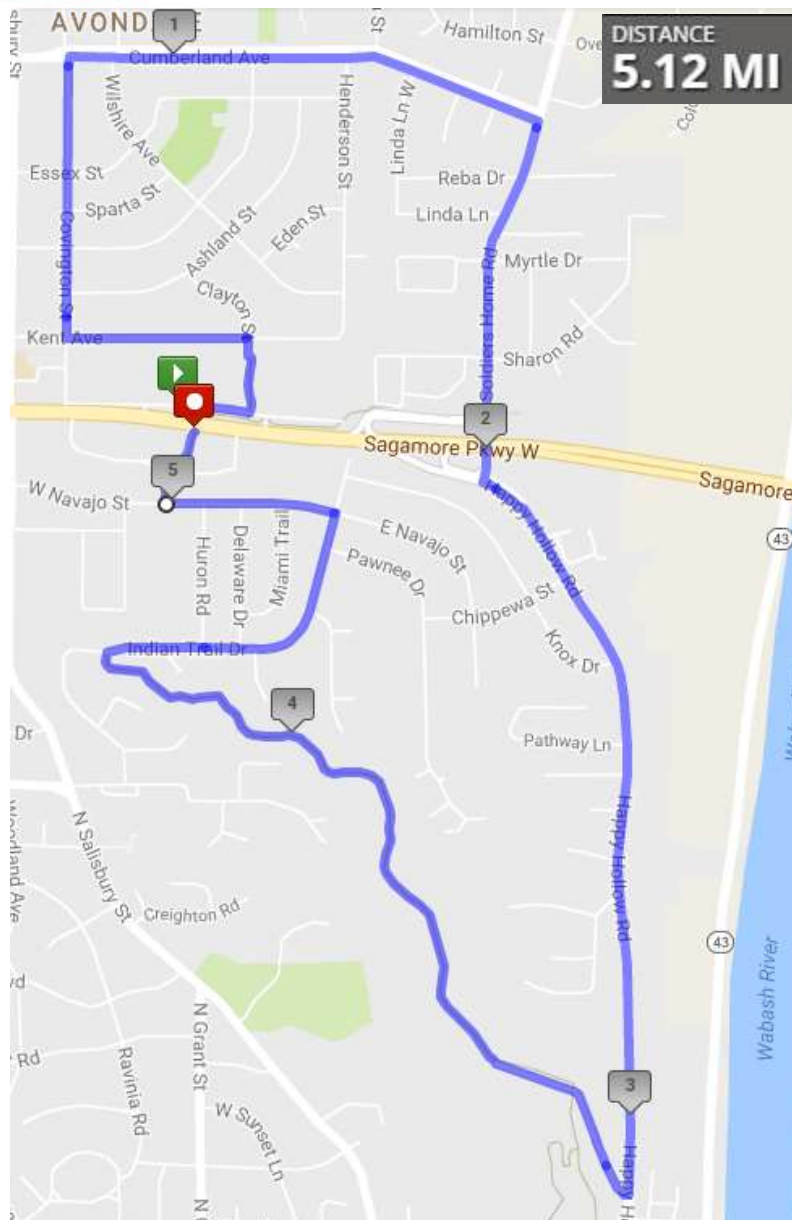 AVOND
1
DISTANCE
5.12 MI
Hamilton St
Cumberland Ave
Wilshire Ave
Henderson St
Linda Ln W
Essex St
Reba Dr
Sparta St
Linda Ln
Ashland St
Eden St
Covington St
Myrtle Dr
Soldiers Home Rd
Clayton S
Kent Ave
Sharon Rd
2
Sagamore Pkwy W
Sagamore
5
W Navajo St
Happy Hollow Rd
E Navajo St
43
Huron Rd
Delaware Dr
Miami Trail
Pawnee Dr
Chippewa St
Knox Dr
Indian Trail Dr
4
Dr
Pathway Ln
Woodland Ave
N Salisbury St
Happy Hollow Rd
Creighton Rd
43
Wabash River
N Grant St
Rd
Ravinia Rd
3
W Sunset Ln
Happy H
N